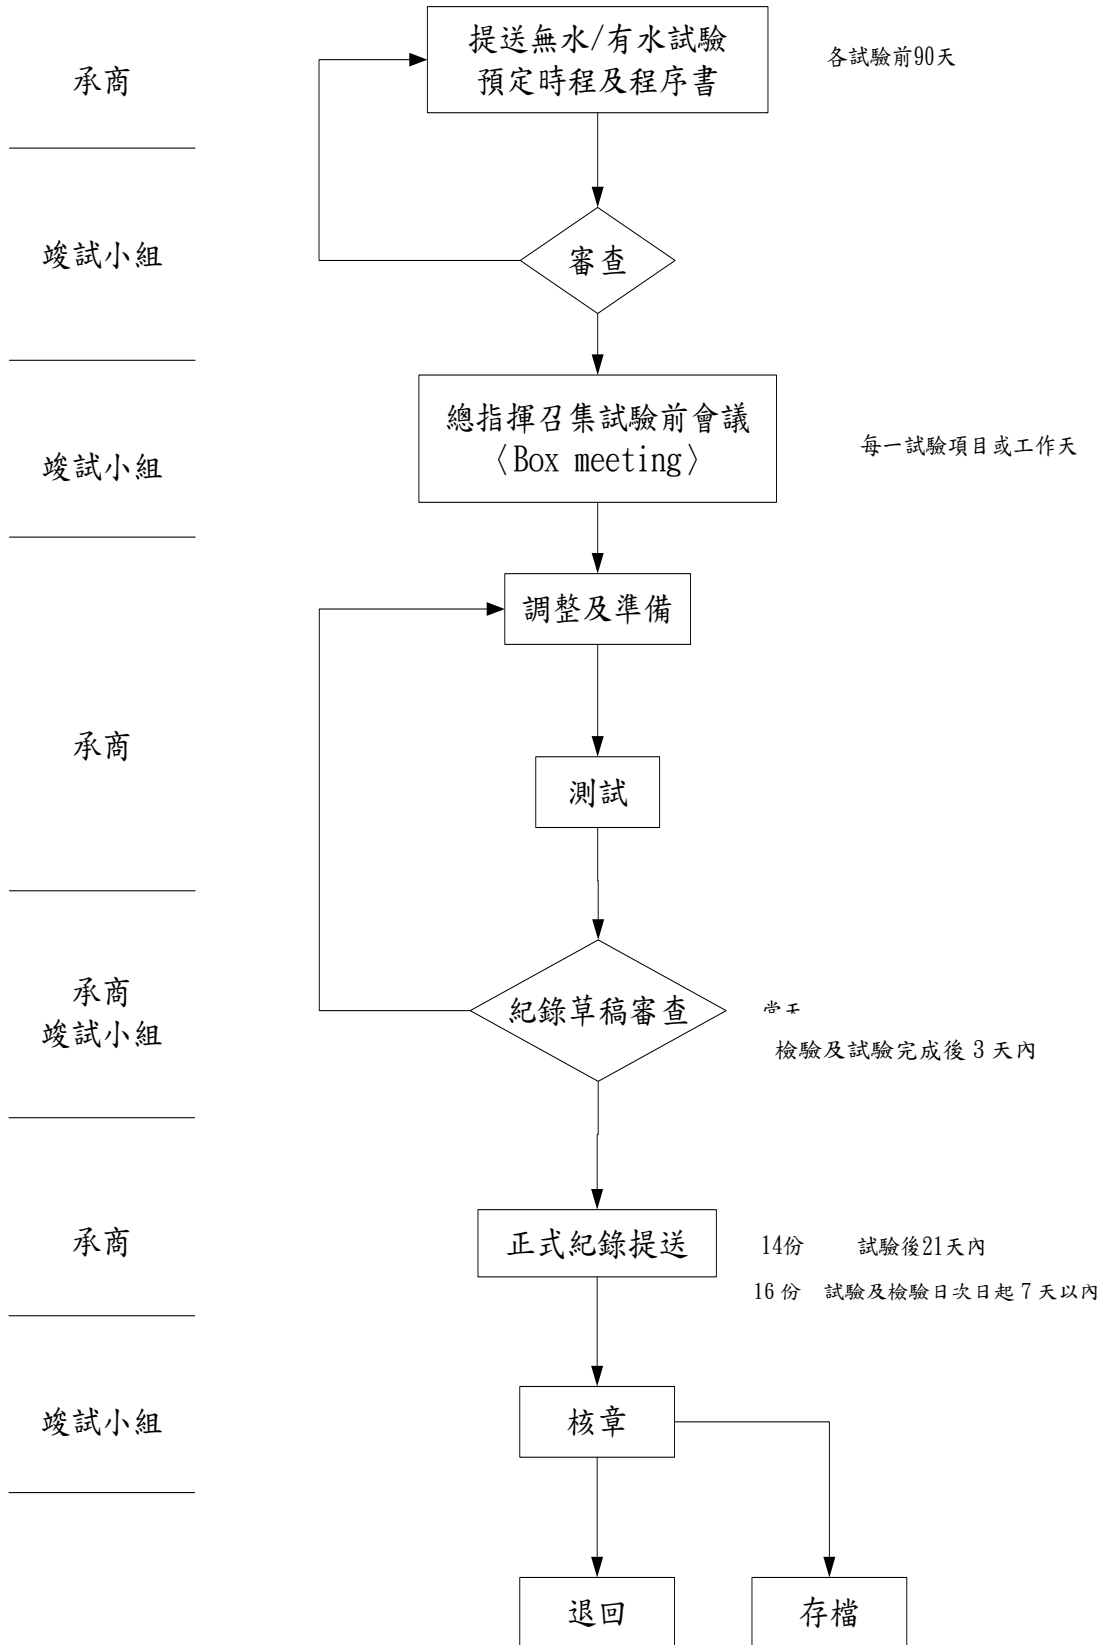 提送無水/有水試驗
預定時程及程序書
各試驗前90天
承商
審查
竣試小組
總指揮召集試驗前會議
〈Box meeting〉
每一試驗項目或工作天
竣試小組
調整及準備
承商
測試
承商
竣試小組
紀錄草稿審查
檢驗及試驗完成後 3 天內
承商
正式紀錄提送
14份 試驗後21天內
16 份 試驗及檢驗日次日起 7 天以內
竣試小組
核章
退回
存檔